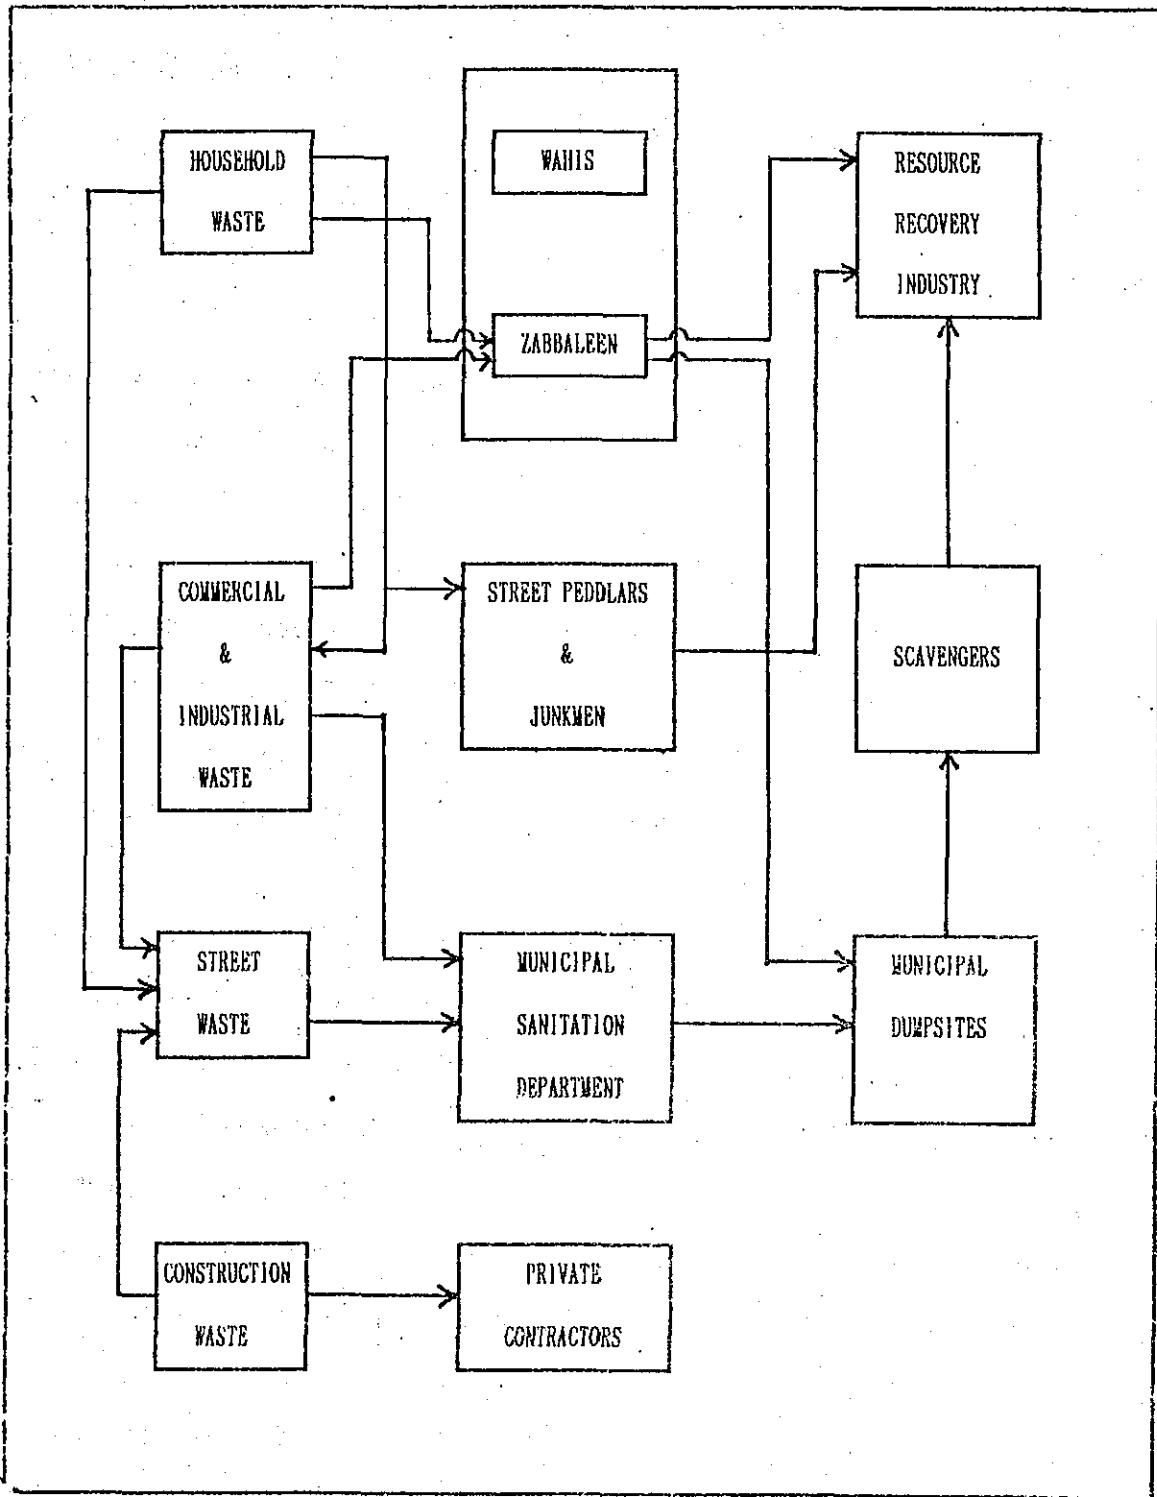 HOUSEHOLD
WASTE
WAHIS
RESOURCE
RECOVERY
INDUSTRY
ZABBALEEN
COMMERCIAL
&
INDUSTRIAL
WASTE
STREET PEDDLARS
&
JUNKMEN
SCAVENGERS
STREET
WASTE
MUNICIPAL
SANITATION
DEPARTMENT
MUNICIPAL
DUMPSITES
CONSTRUCTION
WASTE
PRIVATE
CONTRACTORS